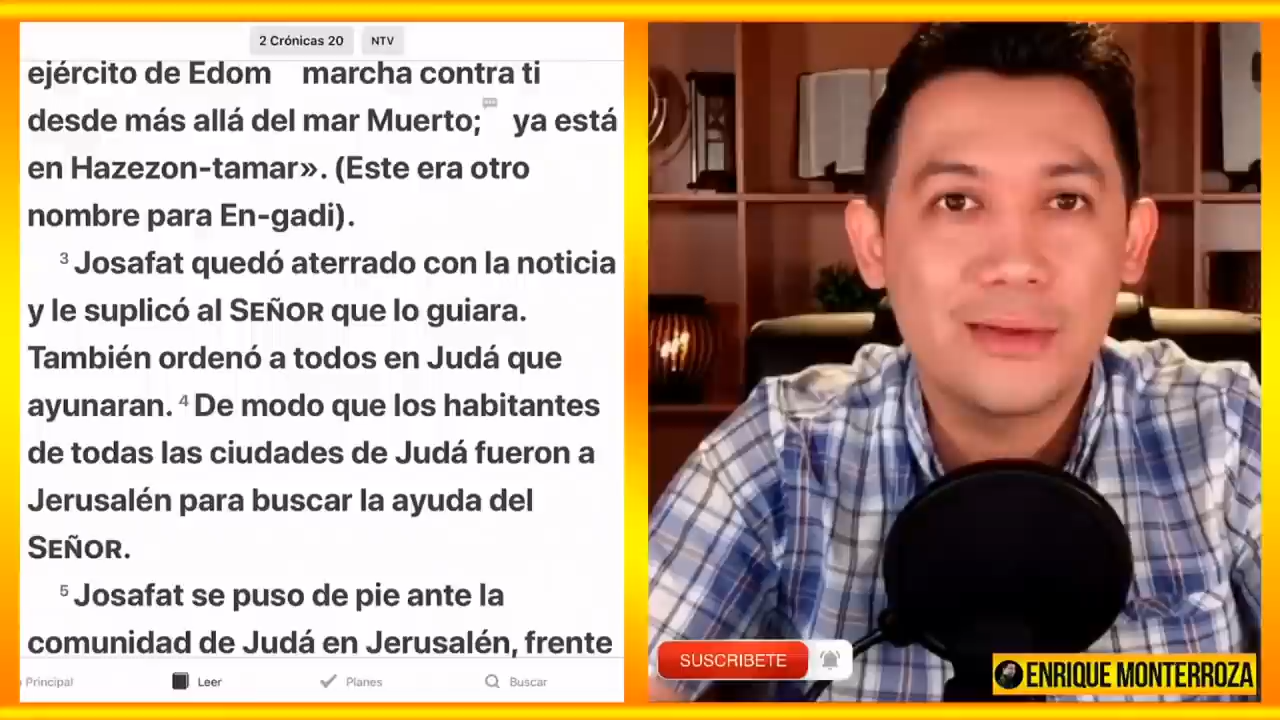 2 Crónicas 20 NTV
ejército de Edom marcha contra ti
desde más allá del mar Muerto; ya está
en Hazezon-tamar». (Este era otro
nombre para En-gadi).
3 Josafat quedó aterrado con la noticia
y le suplicó al SEÑOR que lo guiara.
También ordenó a todos en Judá que
ayunaran. 4 De modo que los habitantes
de todas las ciudades de Judá fueron a
Jerusalén para buscar la ayuda del
SEÑOR.
5 Josafat se puso de pie ante la
comunidad de Judá en Jerusalén, frente
Principal Leer Planes Buscar
SUSCRIBETE
ENRIQUE MONTERROZA